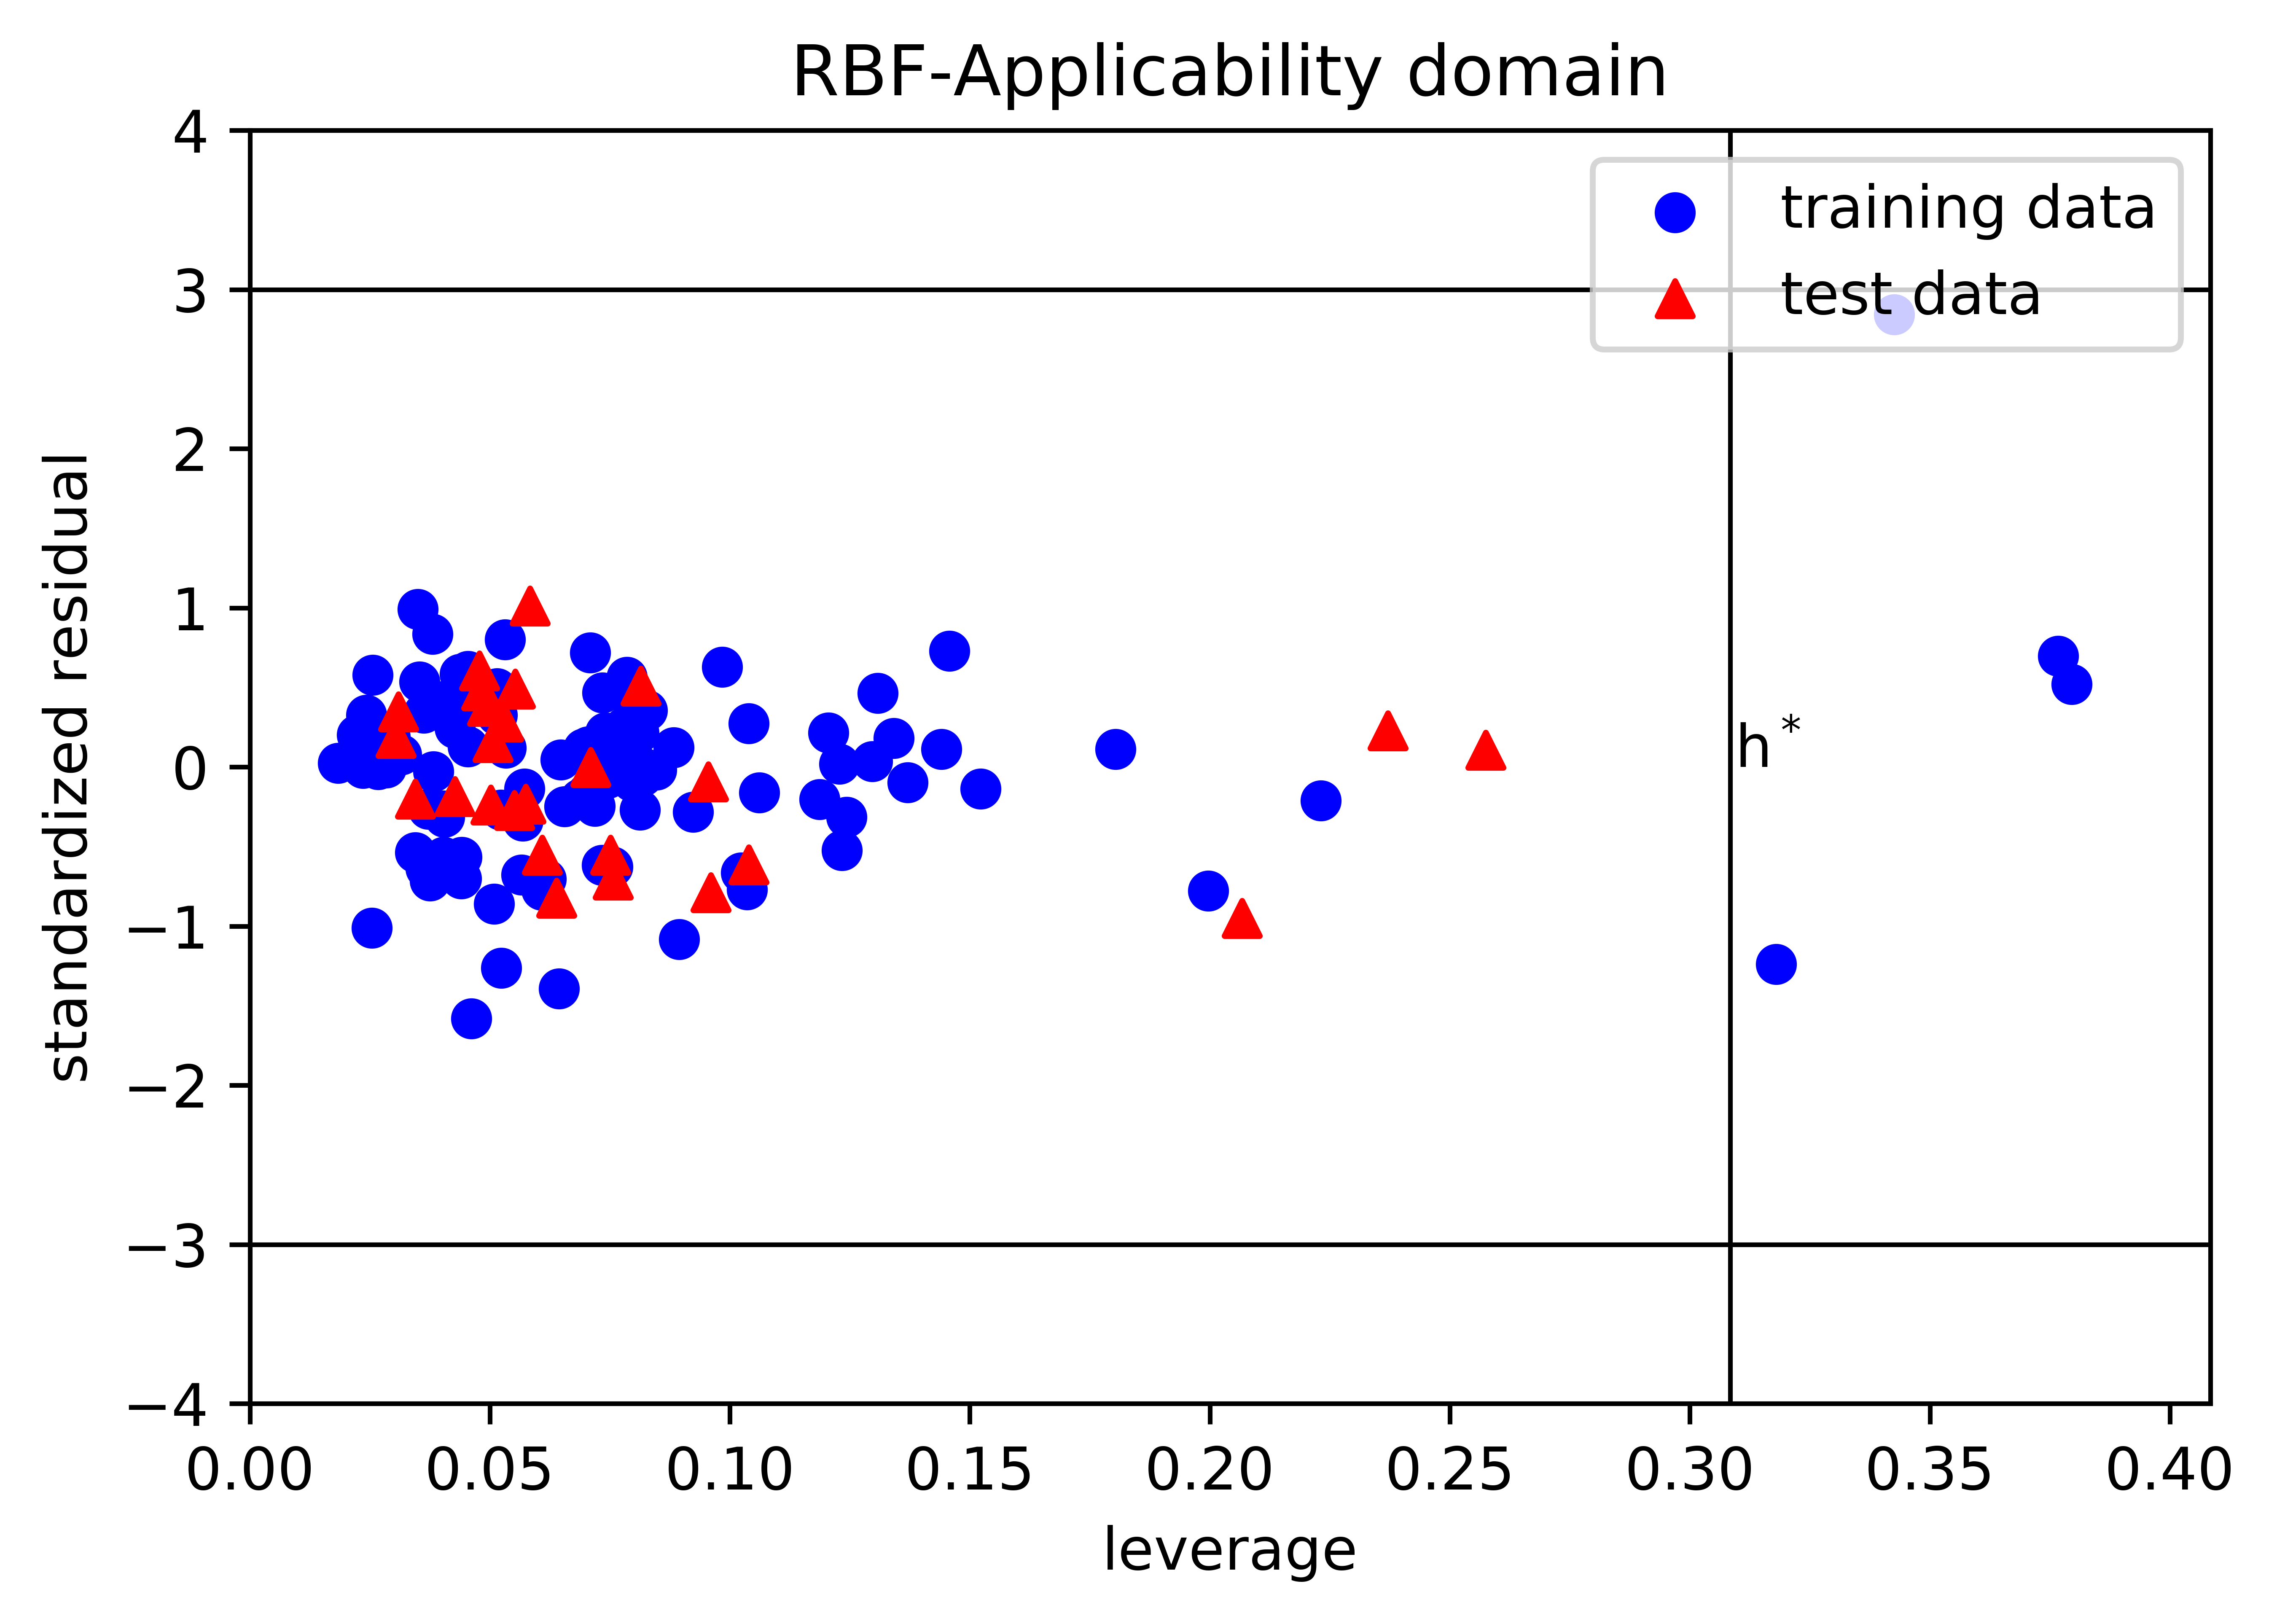 RBF-Applicability domain
4
3
2
1
0
−1
−2
−3
−4
standardized residual
training data
test data
h*
0.00 0.05 0.10 0.15 0.20 0.25 0.30 0.35 0.40
leverage